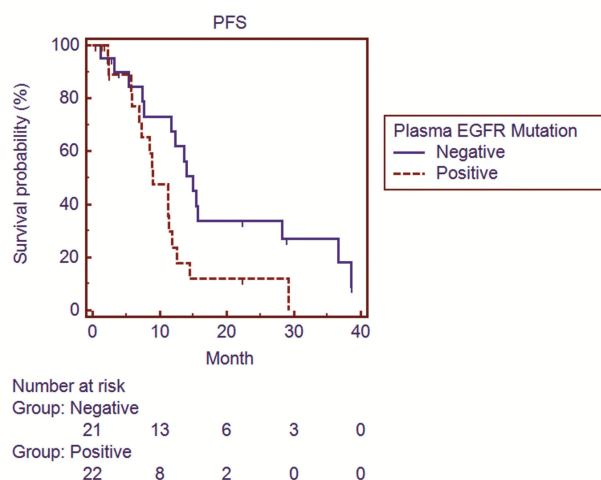 PFS
100
80
60
40
20
0
Survival probability (%)
0 10 20 30 40
Month
Plasma EGFR Mutation
Negative
Positive
Number at risk
Group: Negative
21 13 6 3 0
Group: Positive
22 8 2 0 0